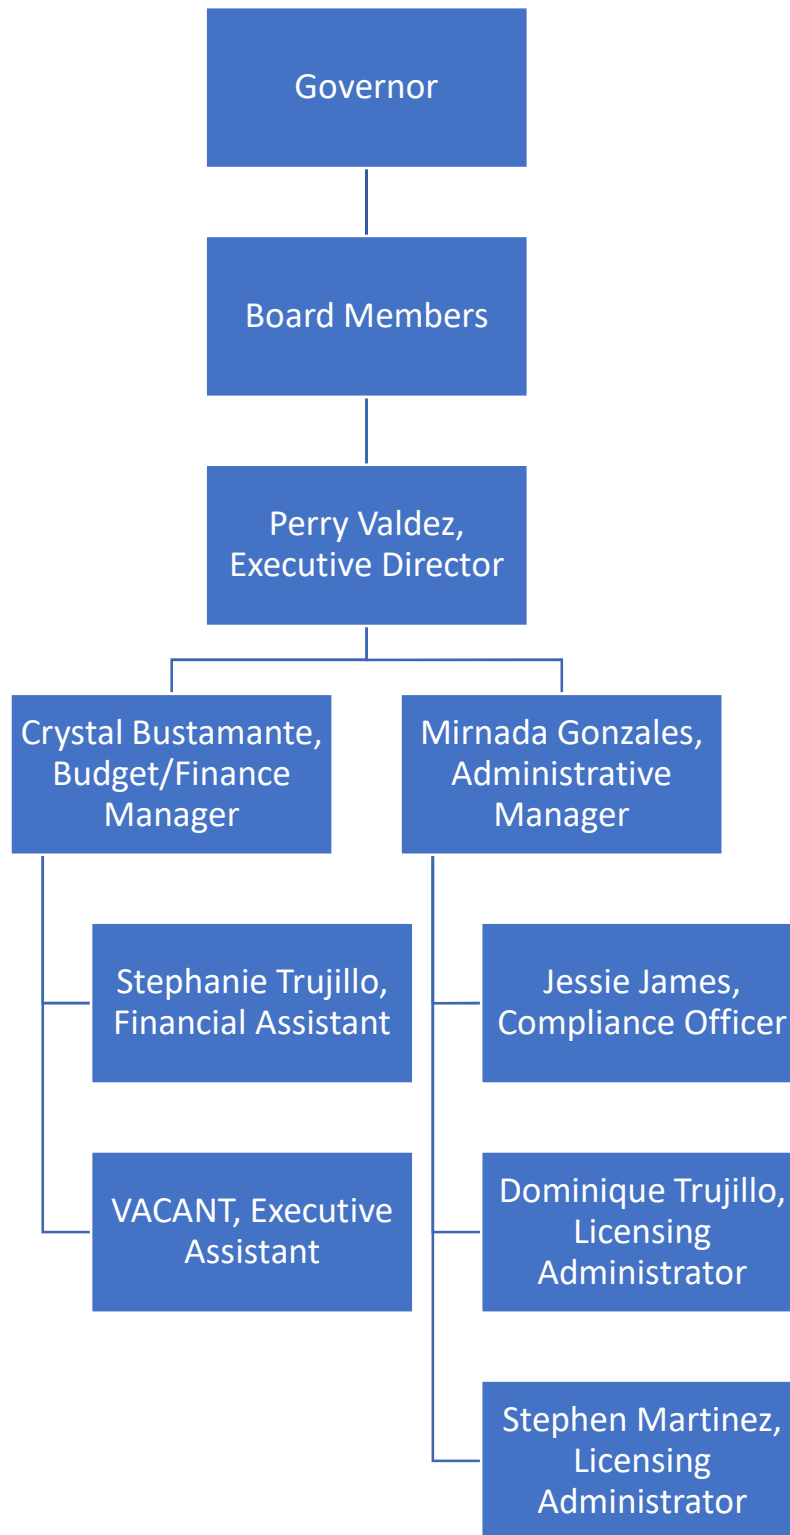 Governor
Board Members
Perry Valdez,
Executive Director
Crystal Bustamante,
Budget/Finance
Manager
Mirnada Gonzales,
Administrative
Manager
Stephanie Trujillo,
Financial Assistant
VACANT, Executive
Assistant
Jessie James,
Compliance Officer
Dominique Trujillo,
Licensing
Administrator
Stephen Martinez,
Licensing
Administrator